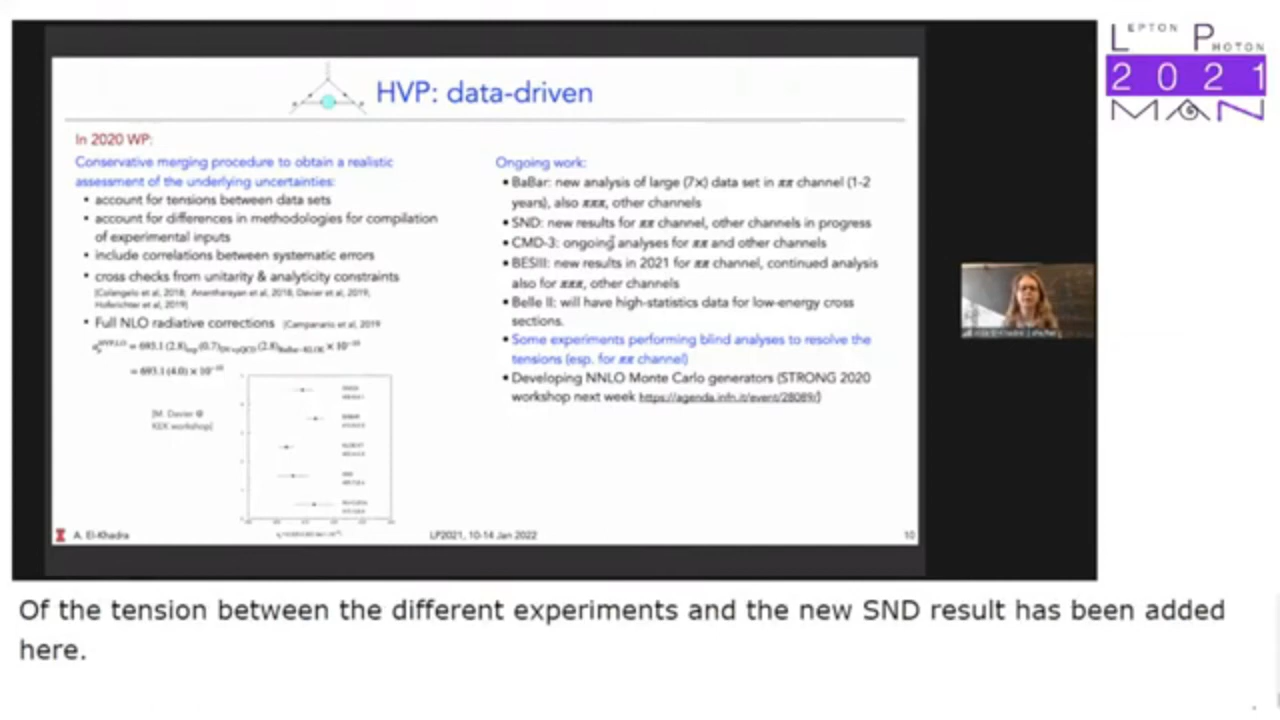 LEPTON PHOTON
2021
MAN
HVP: data-driven
In 2020 WP:
Conservative merging procedure to obtain a realistic
assessment of the underlying uncertainties:
• account for tensions between data sets
• account for differences in methodologies for compilation
of experimental inputs
• include correlations between systematic errors
• cross checks from unitarity & analyticity constraints
[Colangelo et al, 2018; Ananthanarayan et al, 2018, Davier et al, 2019,
Hoferichter et al, 2019]
• Full NLO radiative corrections [Campanario et al, 2019
= 693.1 (4.0) × 10⁻¹⁰
[M. Davier @
KEK workshop]
Ongoing work:
• BaBar: new analysis of large (7×) data set in ππ channel (1-2
years), also πππ, other channels
• SND: new results for ππ channel, other channels in progress
• CMD-3: ongoing analyses for ππ and other channels
• BESIII: new results in 2021 for ππ channel, continued analysis
also for πππ, other channels
• Belle II: will have high-statistics data for low-energy cross
sections.
• Some experiments performing blind analyses to resolve the
tensions (esp. for ππ channel)
• Developing NNLO Monte Carlo generators (STRONG 2020
workshop next week https://agenda.infn.it/event/28089/)
A. El-Khadra
LP2021, 10-14 Jan 2022
10
Of the tension between the different experiments and the new SND result has been added
here.